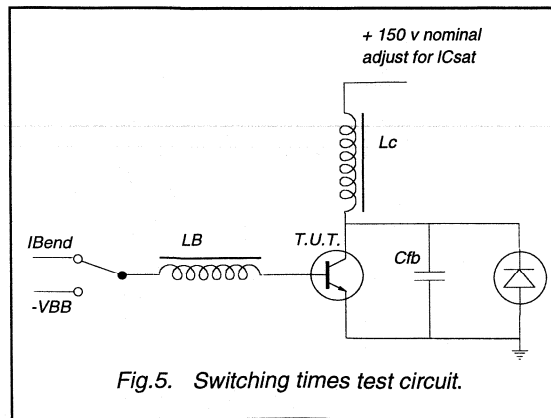 + 150 v nominal
adjust for ICsat
Lc
IBend
LB
T.U.T.
Cfb
-VBB
Fig.5. Switching times test circuit.